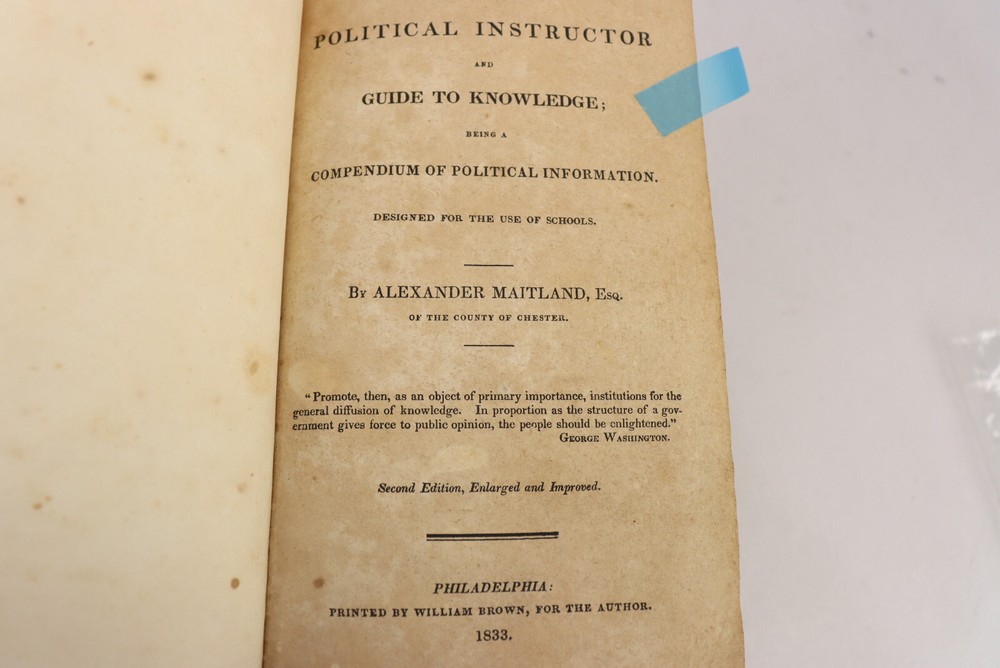 POLITICAL INSTRUCTOR
AND
GUIDE TO KNOWLEDGE;
BEING A
COMPENDIUM OF POLITICAL INFORMATION.
DESIGNED FOR THE USE OF SCHOOLS.
By ALEXANDER MAITLAND, Esq.
OF THE COUNTY OF CHESTER.
"Promote, then, as an object of primary importance, institutions for the
general diffusion of knowledge. In proportion as the structure of a gov-
ernment gives force to public opinion, the people should be enlightened."
George Washington.
Second Edition, Enlarged and Improved.
PHILADELPHIA:
PRINTED BY WILLIAM BROWN, FOR THE AUTHOR.
1833.